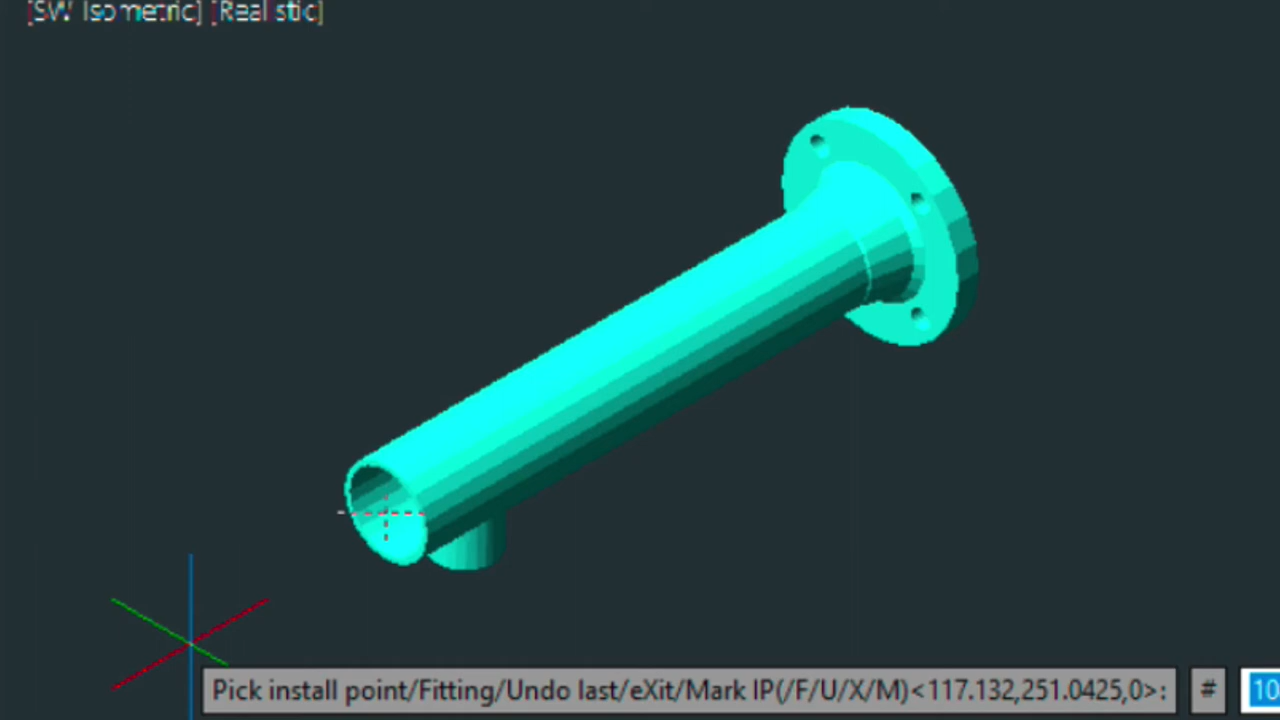 [SW Isometric] [Realistic]
Pick install point/Fitting/Undo last/eXit/Mark IP(/F/U/X/M)<117.132,251.0425,0>: # 10